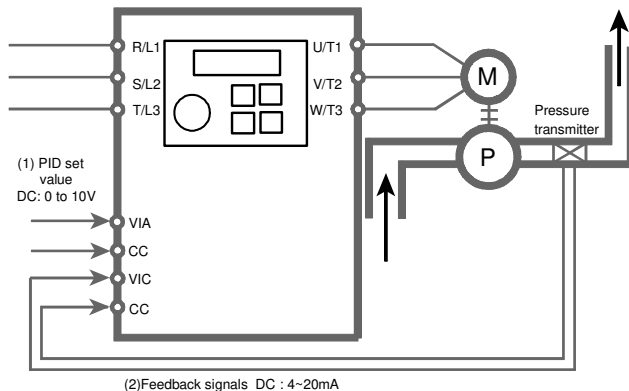 R/L1
S/L2
T/L3
U/T1
V/T2
W/T3
M
P
Pressure
transmitter
(1) PID set
value
DC: 0 to 10V
VIA
CC
VIC
CC
(2)Feedback signals DC : 4~20mA